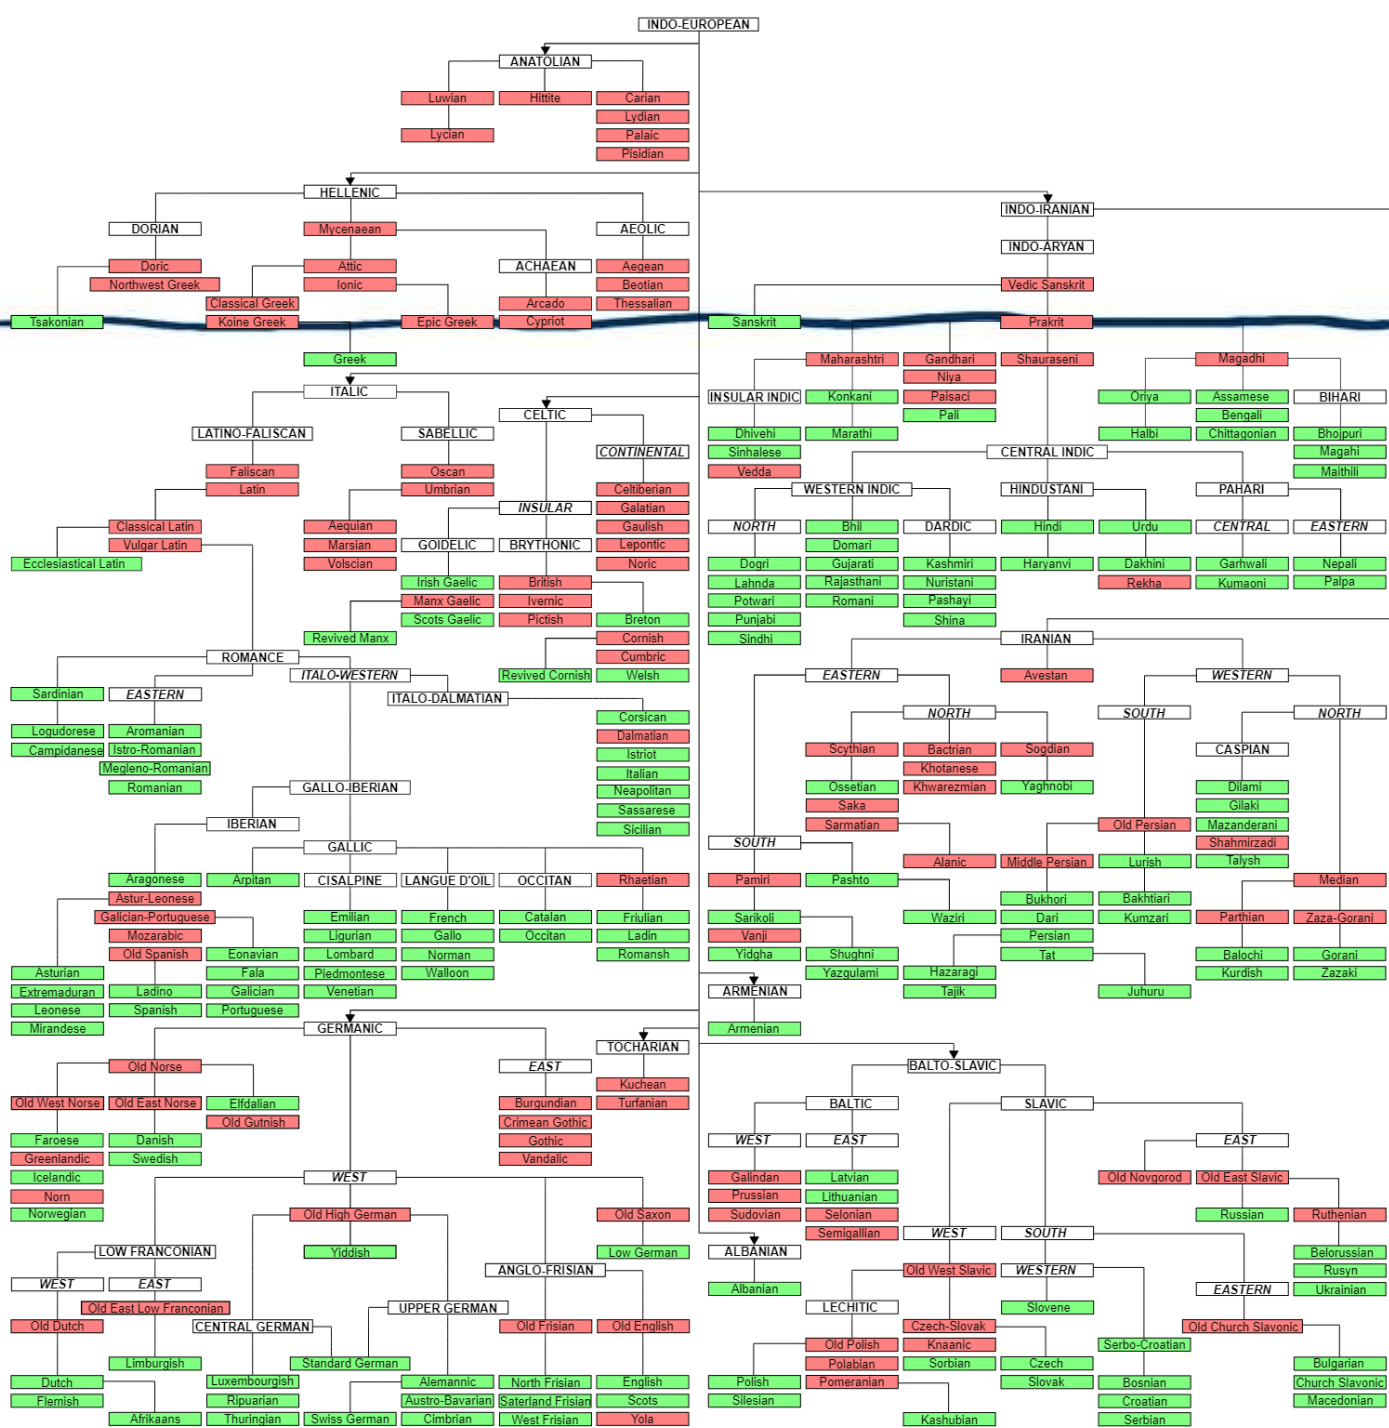 INDO-EUROPEAN
ANATOLIAN
Luwian
Hittite
Carian
Lydian
Lycian
Palaic
Pisidian
HELLENIC
DORIAN
Mycenaean
AEOLIC
Doric
Attic
ACHAEAN
Aegean
Northwest Greek
Ionic
Beotian
Classical Greek
Arcado
Thessalian
Tsakonian
Koine Greek
Epic Greek
Cypriot
Greek
INDO-IRANIAN
INDO-ARYAN
Vedic Sanskrit
Sanskrit
Prakrit
Maharashtri
Gandhari
Shauraseni
Magadhi
Niya
INSULAR INDIC
Konkani
Paisaci
Oriya
Assamese
BIHARI
Pali
Bengali
Dhivehi
Marathi
Halbi
Chittagonian
Bhojpuri
Sinhalese
CENTRAL INDIC
Magahi
Vedda
Maithili
WESTERN INDIC
HINDUSTANI
PAHARI
NORTH
Bhil
DARDIC
Hindi
Urdu
CENTRAL
EASTERN
Domari
Dogri
Gujarati
Kashmiri
Haryanvi
Dakhini
Garhwali
Nepali
Lahnda
Rajasthani
Nuristani
Rekha
Kumaoni
Palpa
Potwari
Romani
Pashayi
Punjabi
Shina
Sindhi
ITALIC
CELTIC
LATINO-FALISCAN
SABELLIC
CONTINENTAL
Faliscan
Oscan
Latin
Umbrian
Celtiberian
INSULAR
Galatian
Classical Latin
Aequian
Gaulish
Vulgar Latin
Marsian
GOIDELIC
BRYTHONIC
Lepontic
Ecclesiastical Latin
Volscian
Noric
Irish Gaelic
British
Manx Gaelic
Ivernic
Scots Gaelic
Pictish
Breton
Revived Manx
Cornish
ROMANCE
Cumbric
ITALO-WESTERN
Revived Cornish
Welsh
Sardinian
EASTERN
ITALO-DALMATIAN
Corsican
Logudorese
Aromanian
Dalmatian
Campidanese
Istro-Romanian
Istriot
Megleno-Romanian
Italian
Romanian
GALLO-IBERIAN
Neapolitan
Sassarese
IBERIAN
Sicilian
GALLIC
Aragonese
Arpitan
CISALPINE
LANGUE D'OÏL
OCCITAN
Rhaetian
Astur-Leonese
Galician-Portuguese
Emilian
French
Catalan
Friulian
Mozarabic
Ligurian
Gallo
Occitan
Ladin
Old Spanish
Eonavian
Lombard
Norman
Romansh
Asturian
Fala
Piedmontese
Walloon
Extremaduran
Ladino
Galician
Venetian
Leonese
Spanish
Portuguese
Mirandese
IRANIAN
EASTERN
Avestan
WESTERN
NORTH
SOUTH
NORTH
Scythian
Bactrian
Sogdian
CASPIAN
Khotanese
Ossetian
Khwarezmian
Yaghnobi
Dilami
Saka
Gilaki
Sarmatian
Old Persian
Mazanderani
SOUTH
Shahmirzadi
Alanic
Middle Persian
Lurish
Talysh
Pamiri
Pashto
Median
Bukhori
Bakhtiari
Sarikoli
Waziri
Dari
Kumzari
Parthian
Zaza-Gorani
Vanji
Persian
Yidgha
Shughni
Tat
Balochi
Gorani
Yazgulami
Hazaragi
Kurdish
Zazaki
Tajik
Juhuru
ARMENIAN
Armenian
GERMANIC
TOCHARIAN
Old Norse
EAST
Kuchean
Old West Norse
Old East Norse
Elfdalian
Burgundian
Turfanian
Old Gutnish
Crimean Gothic
Faroese
Danish
Gothic
Greenlandic
Swedish
Vandalic
Icelandic
WEST
Norn
Norwegian
Old High German
Old Saxon
LOW FRANCONIAN
Yiddish
Low German
ANGLO-FRISIAN
WEST
EAST
Old East Low Franconian
UPPER GERMAN
Old Dutch
CENTRAL GERMAN
Old Frisian
Old English
Limburgish
Standard German
Dutch
Luxembourgish
Alemannic
North Frisian
English
Flemish
Ripuarian
Austro-Bavarian
Saterland Frisian
Scots
Afrikaans
Thuringian
Swiss German
Cimbrian
West Frisian
Yola
BALTO-SLAVIC
BALTIC
SLAVIC
WEST
EAST
EAST
Galindan
Latvian
Old Novgorod
Old East Slavic
Prussian
Lithuanian
Sudovian
Selonian
Russian
Ruthenian
Semigallian
WEST
SOUTH
ALBANIAN
Belorussian
Old West Slavic
WESTERN
Rusyn
Albanian
EASTERN
Ukrainian
LECHITIC
Slovene
Czech-Slovak
Old Church Slavonic
Old Polish
Knaanic
Serbo-Croatian
Polabian
Sorbian
Czech
Bulgarian
Polish
Pomeranian
Slovak
Bosnian
Church Slavonic
Silesian
Croatian
Macedonian
Kashubian
Serbian